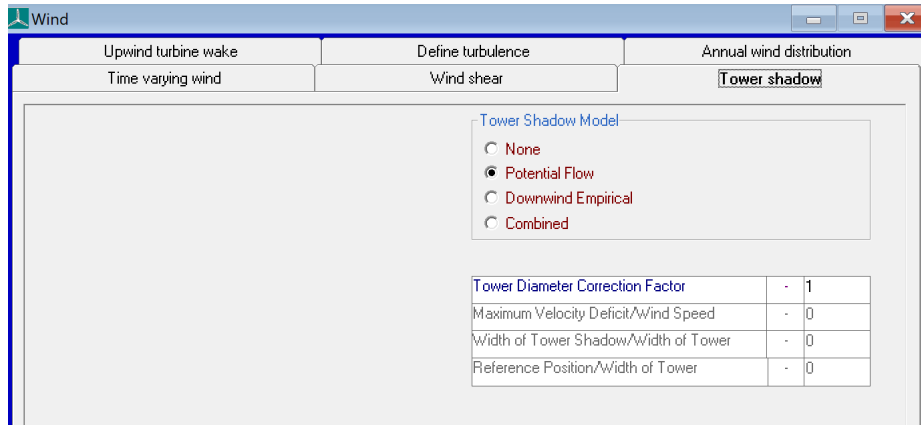 Wind
Upwind turbine wake Define turbulence Annual wind distribution
Time varying wind Wind shear Tower shadow
Tower Shadow Model
None
Potential Flow
Downwind Empirical
Combined
Tower Diameter Correction Factor - 1
Maximum Velocity Deficit/Wind Speed - 0
Width of Tower Shadow/Width of Tower - 0
Reference Position/Width of Tower - 0